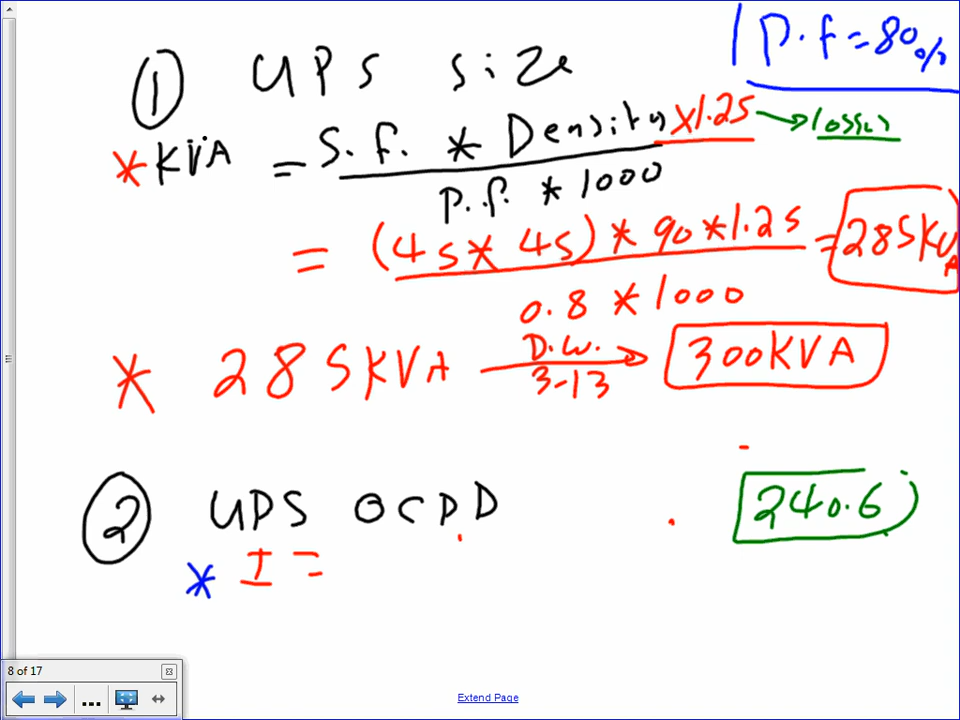 P.f = 80%
① UPS size
*KVA = S.f. * Density x1.25 → losses
P.f. * 1000
= (45 * 45) * 90 * 1.25 = 285KVA
0.8 * 1000
* 285KVA D.W. 3-13 → 300KVA
② UPS OCPD 240.6)
* I =
8 of 17
...
Extend Page